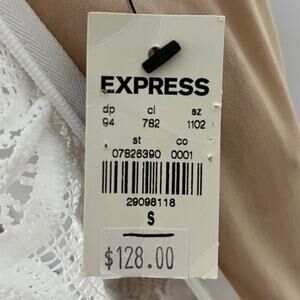 EXPRESS
dp cl sz
94 782 1102
st co
07826390 0001
29098118
S
$128.00